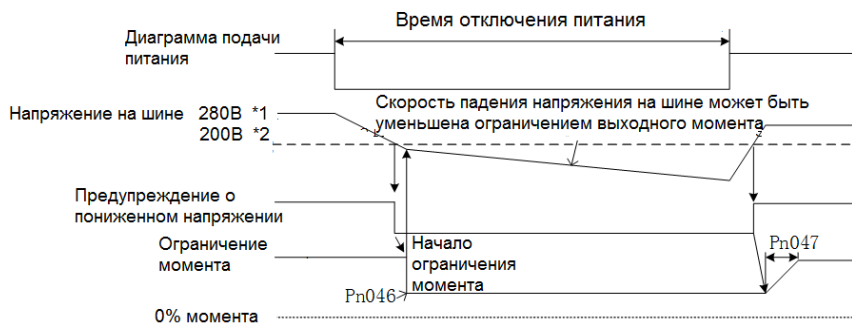 Время отключения питания
Диаграмма подачи
питания
Напряжение на шине 280В *1
200В *2
Скорость падения напряжения на шине может быть
уменьшена ограничением выходного момента
Предупреждение о
пониженном напряжении
Ограничение
момента
Начало
ограничения
момента
Pn047
Pn046
0% момента